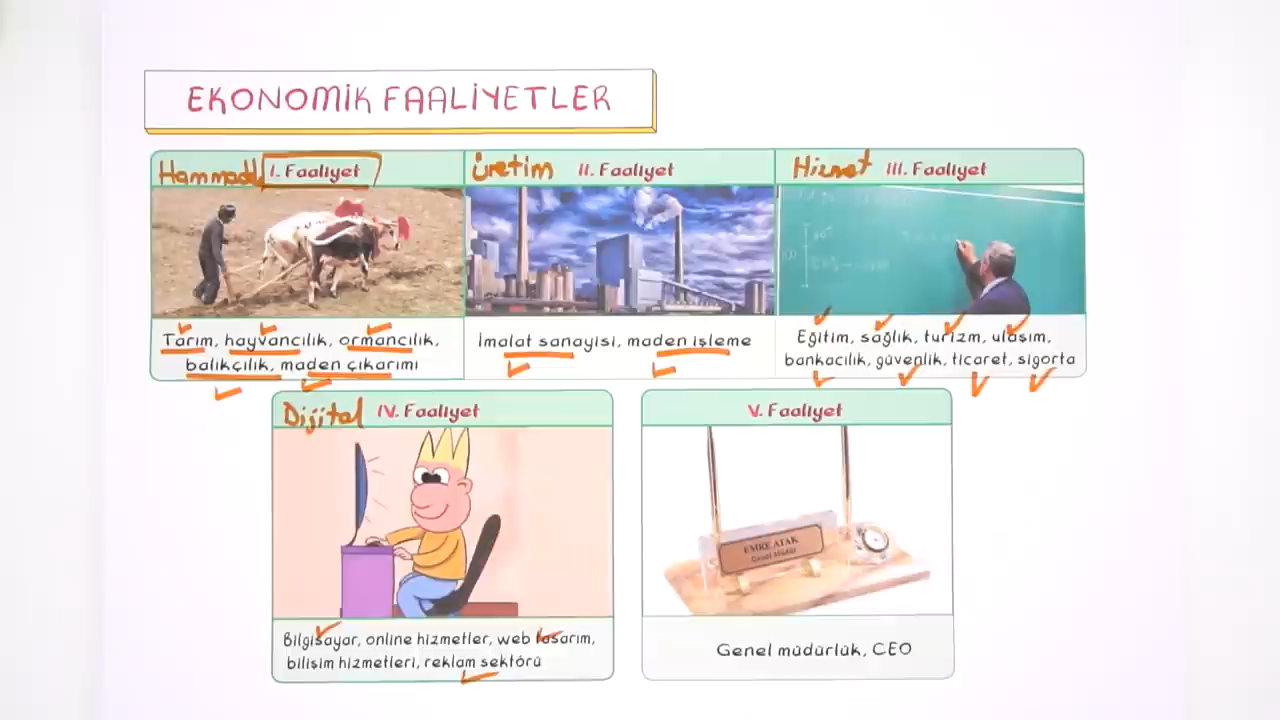 EKONOMİK FAALİYETLER
Hammadde I. Faaliyet
üretim II. Faaliyet
Hizmet III. Faaliyet
Tarım, hayvancılık, ormancılık,
balıkçılık, maden çıkarımı
İmalat sanayisi, maden işleme
Eğitim, sağlık, turizm, ulaşım,
bankacılık, güvenlik, ticaret, sigorta
Dijital IV. Faaliyet
V. Faaliyet
EMRE ATAK
Genel Müdür
Bilgisayar, online hizmetler, web tasarım,
bilişim hizmetleri, reklam sektörü
Genel müdürlük, CEO